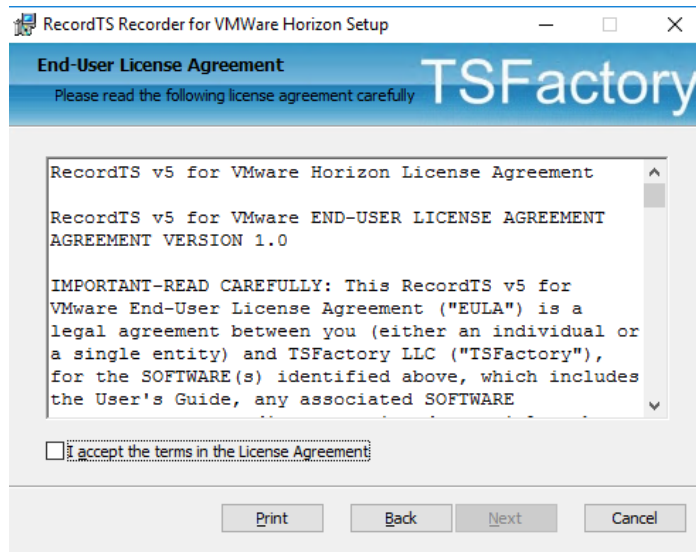 RecordTS Recorder for VMWare Horizon Setup
End-User License Agreement
Please read the following license agreement carefully
TSFactory
RecordTS v5 for VMware Horizon License Agreement
RecordTS v5 for VMware END-USER LICENSE AGREEMENT
AGREEMENT VERSION 1.0
IMPORTANT-READ CAREFULLY: This RecordTS v5 for
VMware End-User License Agreement ("EULA") is a
legal agreement between you (either an individual or
a single entity) and TSFactory LLC ("TSFactory"),
for the SOFTWARE(s) identified above, which includes
the User's Guide, any associated SOFTWARE
I accept the terms in the License Agreement
Print
Back
Next
Cancel